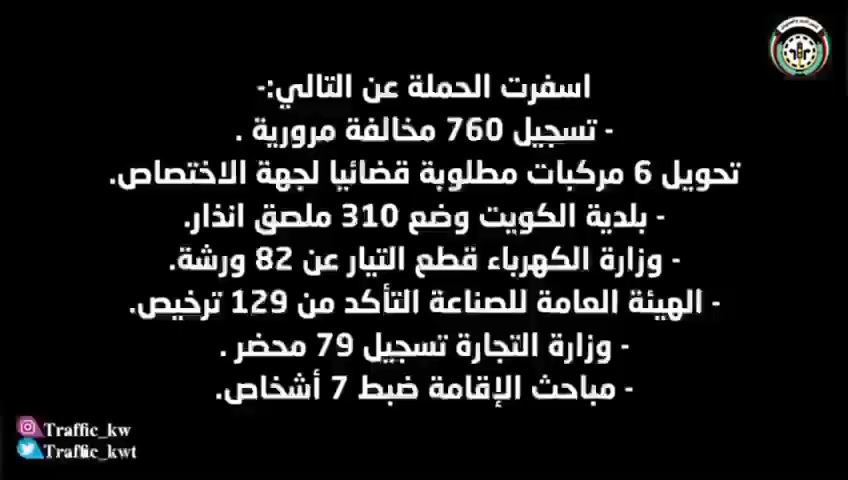 اسفرت الحملة عن التالي:-
- تسجيل 760 مخالفة مرورية .
تحويل 6 مركبات مطلوبة قضائيا لجهة الاختصاص.
- بلدية الكويت وضع 310 ملصق انذار.
- وزارة الكهرباء قطع التيار عن 82 ورشة.
- الهيئة العامة للصناعة التأكد من 129 ترخيص.
- وزارة التجارة تسجيل 79 محضر .
- مباحث الإقامة ضبط 7 أشخاص.
Traffic_kw
Traffic_kwt